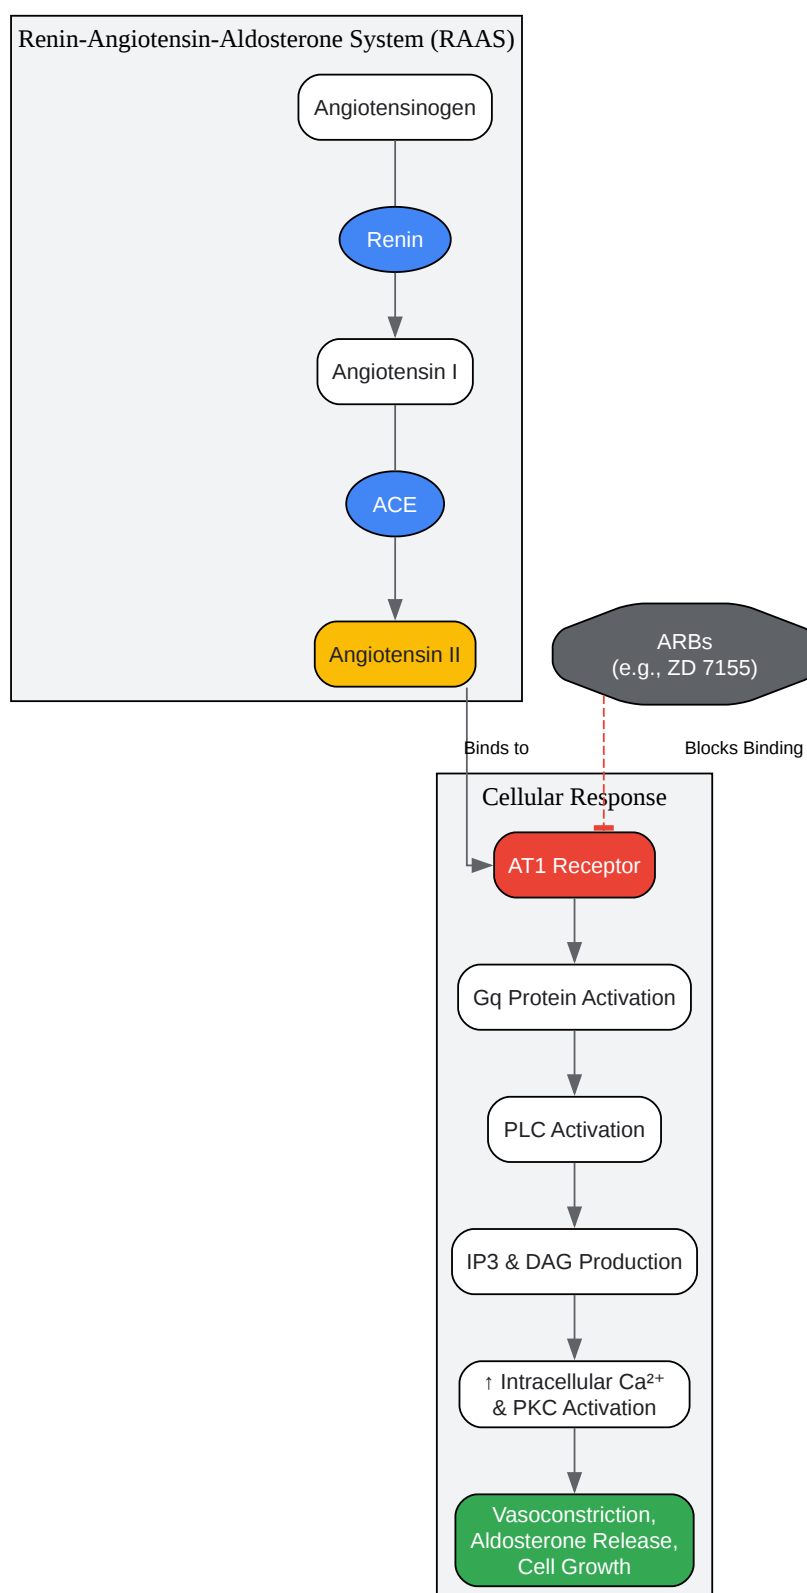 Renin-Angiotensin-Aldosterone System (RAAS)
Angiotensinogen
Renin
Angiotensin I
ACE
Angiotensin II
ARBs
(e.g., ZD 7155)
Binds to
Blocks Binding
Cellular Response
AT1 Receptor
Gq Protein Activation
PLC Activation
IP3 & DAG Production
↑ Intracellular Ca²⁺
& PKC Activation
Vasoconstriction,
Aldosterone Release,
Cell Growth